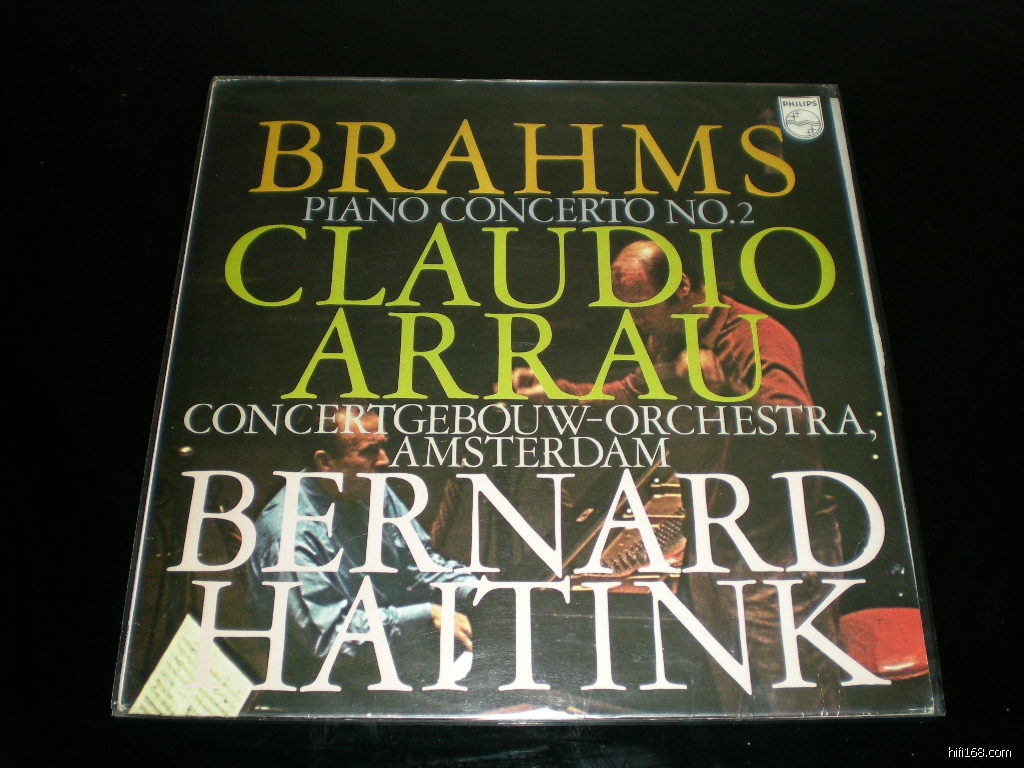 PHILIPS
BRAHMS
PIANO CONCERTO NO.2
CLAUDIO
ARRAU
CONCERTGEBOUW-ORCHESTRA,
AMSTERDAM
BERNARD
HAITINK
hifi168.com